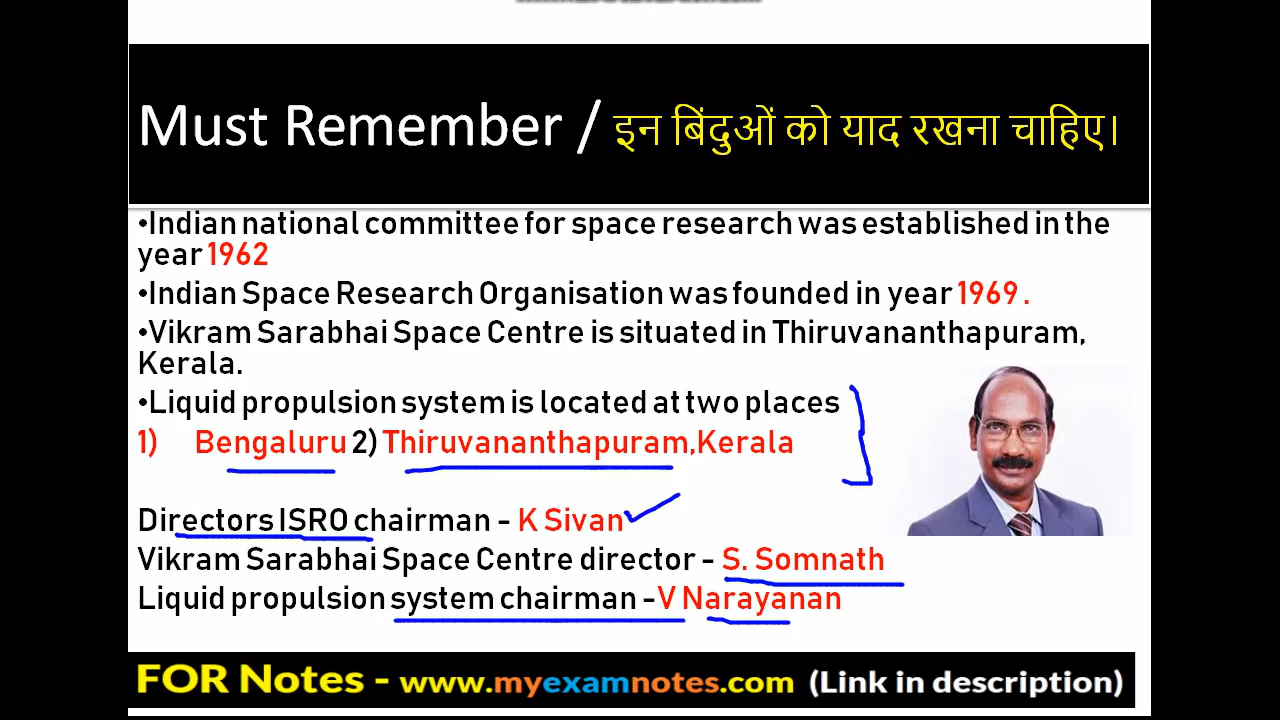 Must Remember / इन बिंदुओं को याद रखना चाहिए।
•Indian national committee for space research was established in the
year 1962
•Indian Space Research Organisation was founded in year 1969 .
•Vikram Sarabhai Space Centre is situated in Thiruvananthapuram,
Kerala.
•Liquid propulsion system is located at two places
1) Bengaluru 2) Thiruvananthapuram,Kerala
Directors ISRO chairman - K Sivan
Vikram Sarabhai Space Centre director - S. Somnath
Liquid propulsion system chairman -V Narayanan
FOR Notes - www.myexamnotes.com (Link in description)